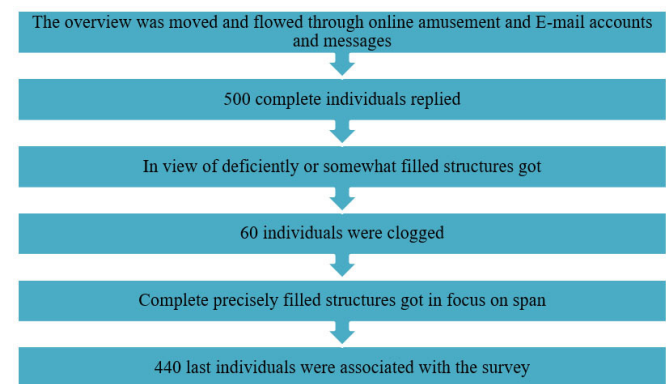 The overview was moved and flowed through online amusement and E-mail accounts
and messages
500 complete individuals replied
In view of deficiently or somewhat filled structures got
60 individuals were clogged
Complete precisely filled structures got in focus on span
440 last individuals were associated with the survey